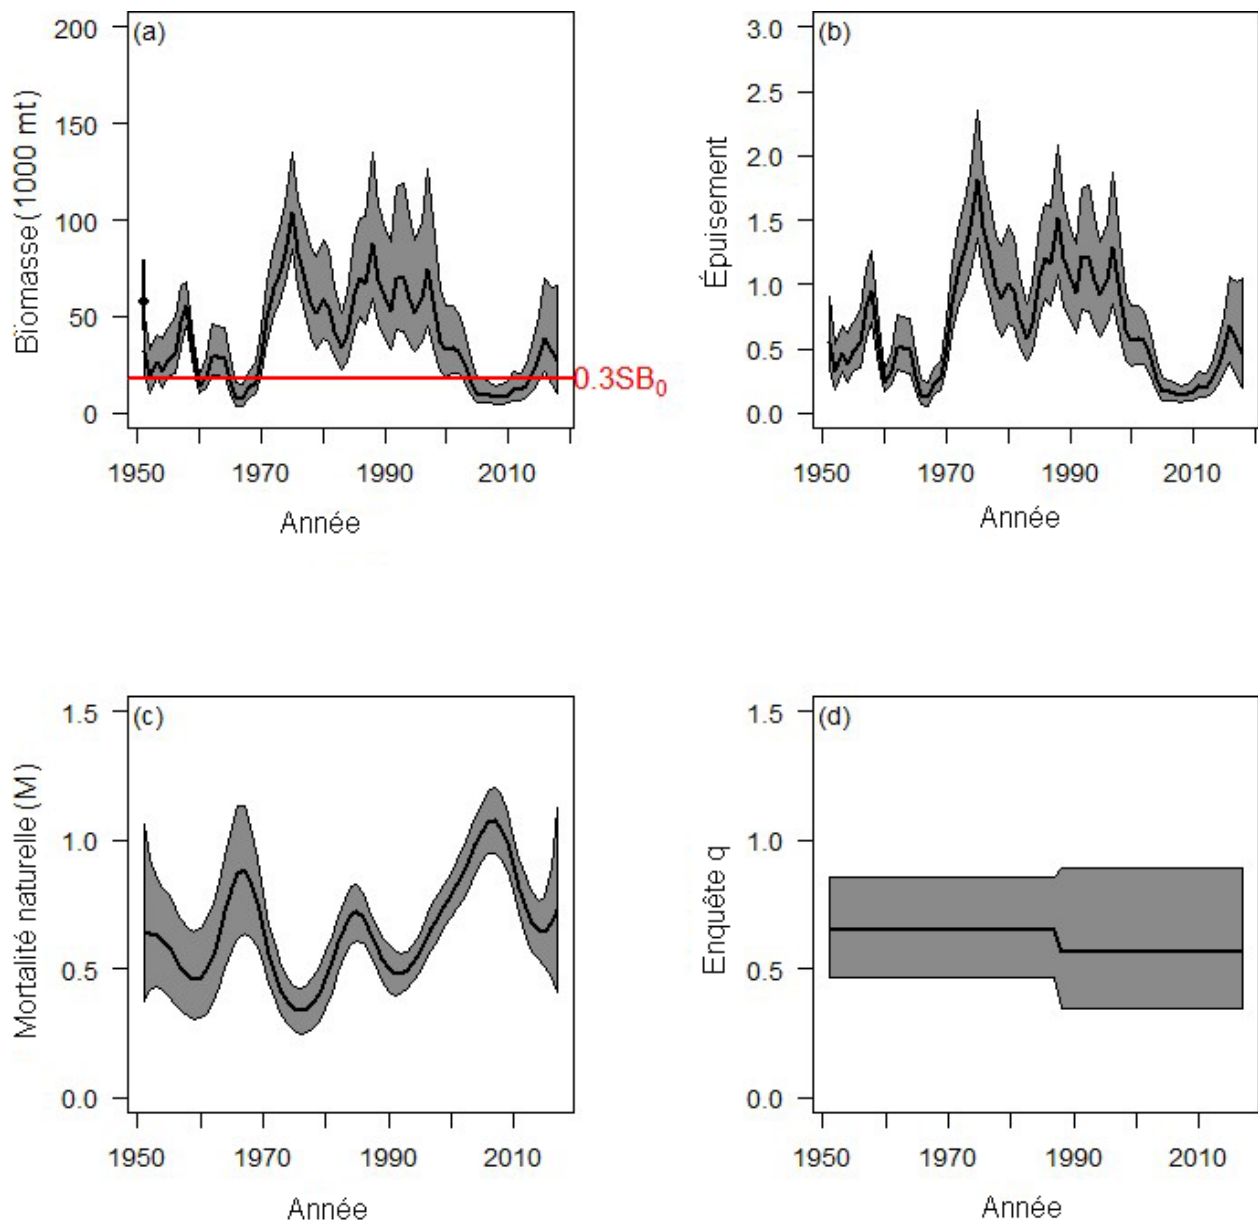 (a)
200
150
100
50
0
Biomasse (1000 mt)
0.3SB₀
1950 1970 1990 2010
Année
(b)
3.0
2.5
2.0
1.5
1.0
0.5
0.0
Épuisement
1950 1970 1990 2010
Année
(c)
1.5
1.0
0.5
0.0
Mortalité naturelle (M)
1950 1970 1990 2010
Année
(d)
1.5
1.0
0.5
0.0
Enquête q
1950 1970 1990 2010
Année